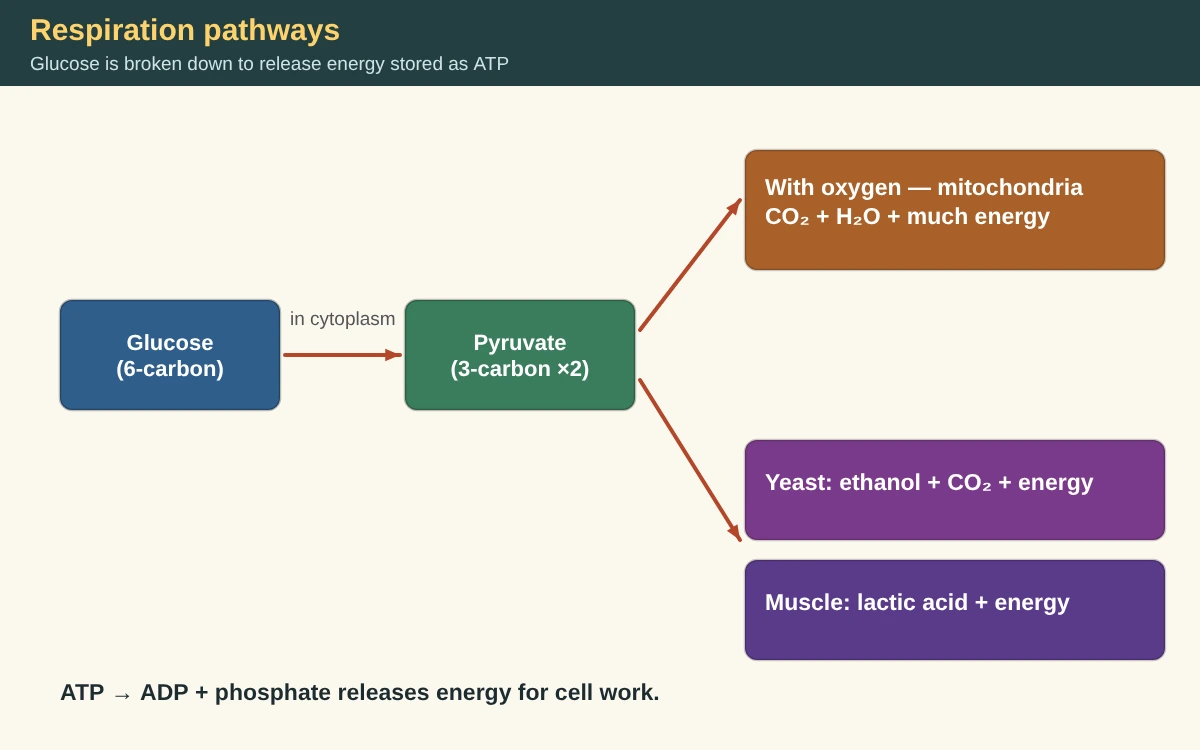 Respiration pathways
Glucose is broken down to release energy stored as ATP
With oxygen — mitochondria
CO₂ + H₂O + much energy
in cytoplasm
Glucose
(6-carbon)
Pyruvate
(3-carbon ×2)
Yeast: ethanol + CO₂ + energy
Muscle: lactic acid + energy
ATP → ADP + phosphate releases energy for cell work.